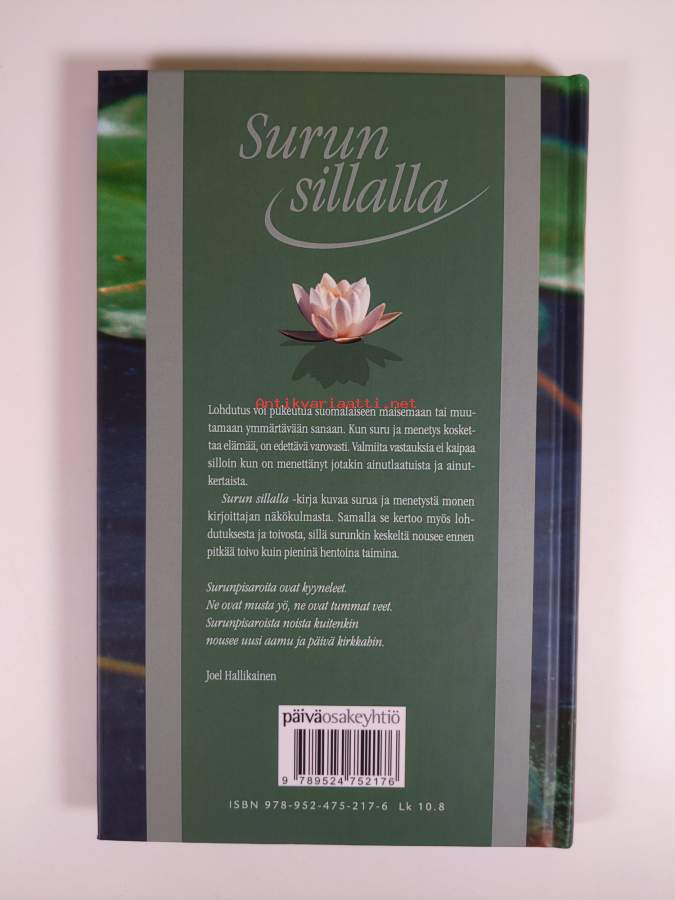 Surun
sillalla
Antikvariaatti.net
Lohdutus voi pukeutua suomalaiseen maisemaan tai muu-
tamaan ymmärtävään sanaan. Kun suru ja menetys kosket-
taa elämää, on edettävä varovasti. Valmiita vastauksia ei kaipaa
silloin kun on menettänyt jotakin ainutlaatuista ja ainut-
kertaista.
Surun sillalla -kirja kuvaa surua ja menetystä monen
kirjoittajan näkökulmasta. Samalla se kertoo myös loh-
dutuksesta ja toivosta, sillä surunkin keskeltä nousee ennen
pitkää toivo kuin pieninä hentoina taimina.
Surunpisaroita ovat kyyneleet.
Ne ovat musta yö, ne ovat tummat veet.
Surunpisaroista noista kuitenkin
nousee uusi aamu ja päivä kirkkahin.
Joel Hallikainen
päiväosakeyhtiö
9 789524 752176
ISBN 978-952-475-217-6 Lk 10.8